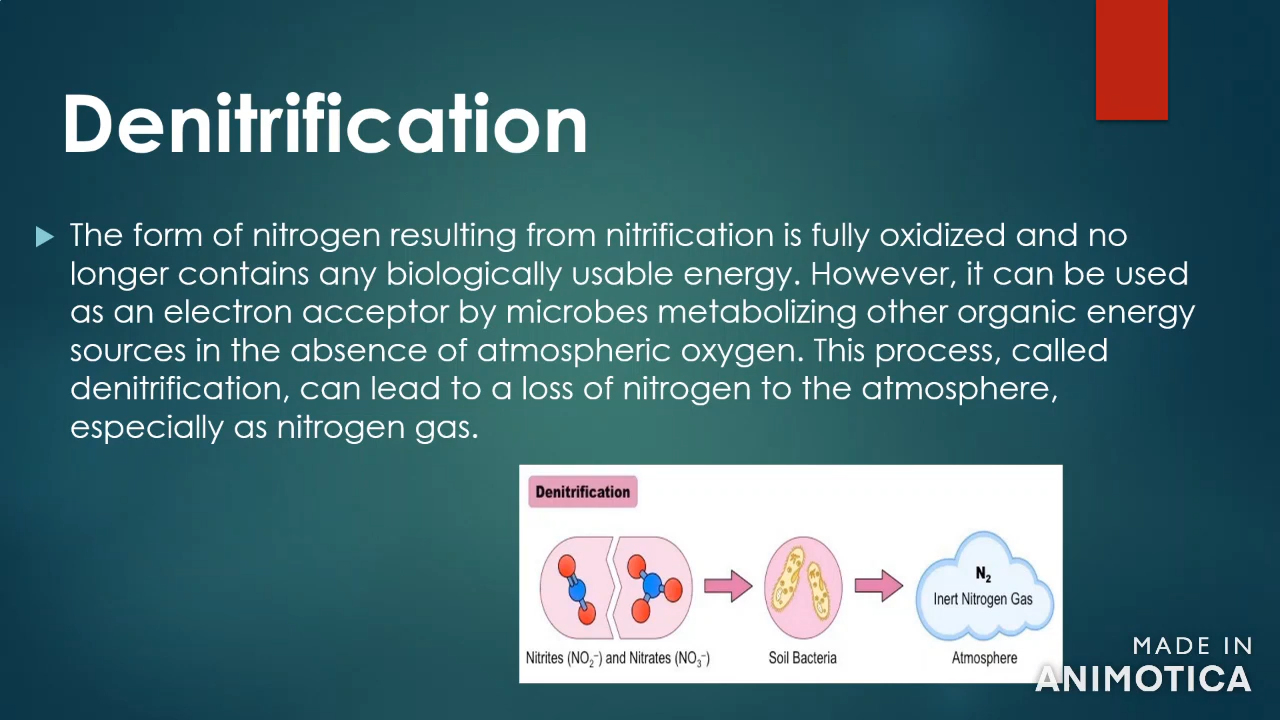 Denitrification
The form of nitrogen resulting from nitrification is fully oxidized and no
longer contains any biologically usable energy. However, it can be used
as an electron acceptor by microbes metabolizing other organic energy
sources in the absence of atmospheric oxygen. This process, called
denitrification, can lead to a loss of nitrogen to the atmosphere,
especially as nitrogen gas.
Denitrification
N₂
Inert Nitrogen Gas
Nitrites (NO₂⁻) and Nitrates (NO₃⁻)
Soil Bacteria
Atmosphere
MADE IN
ANIMOTICA